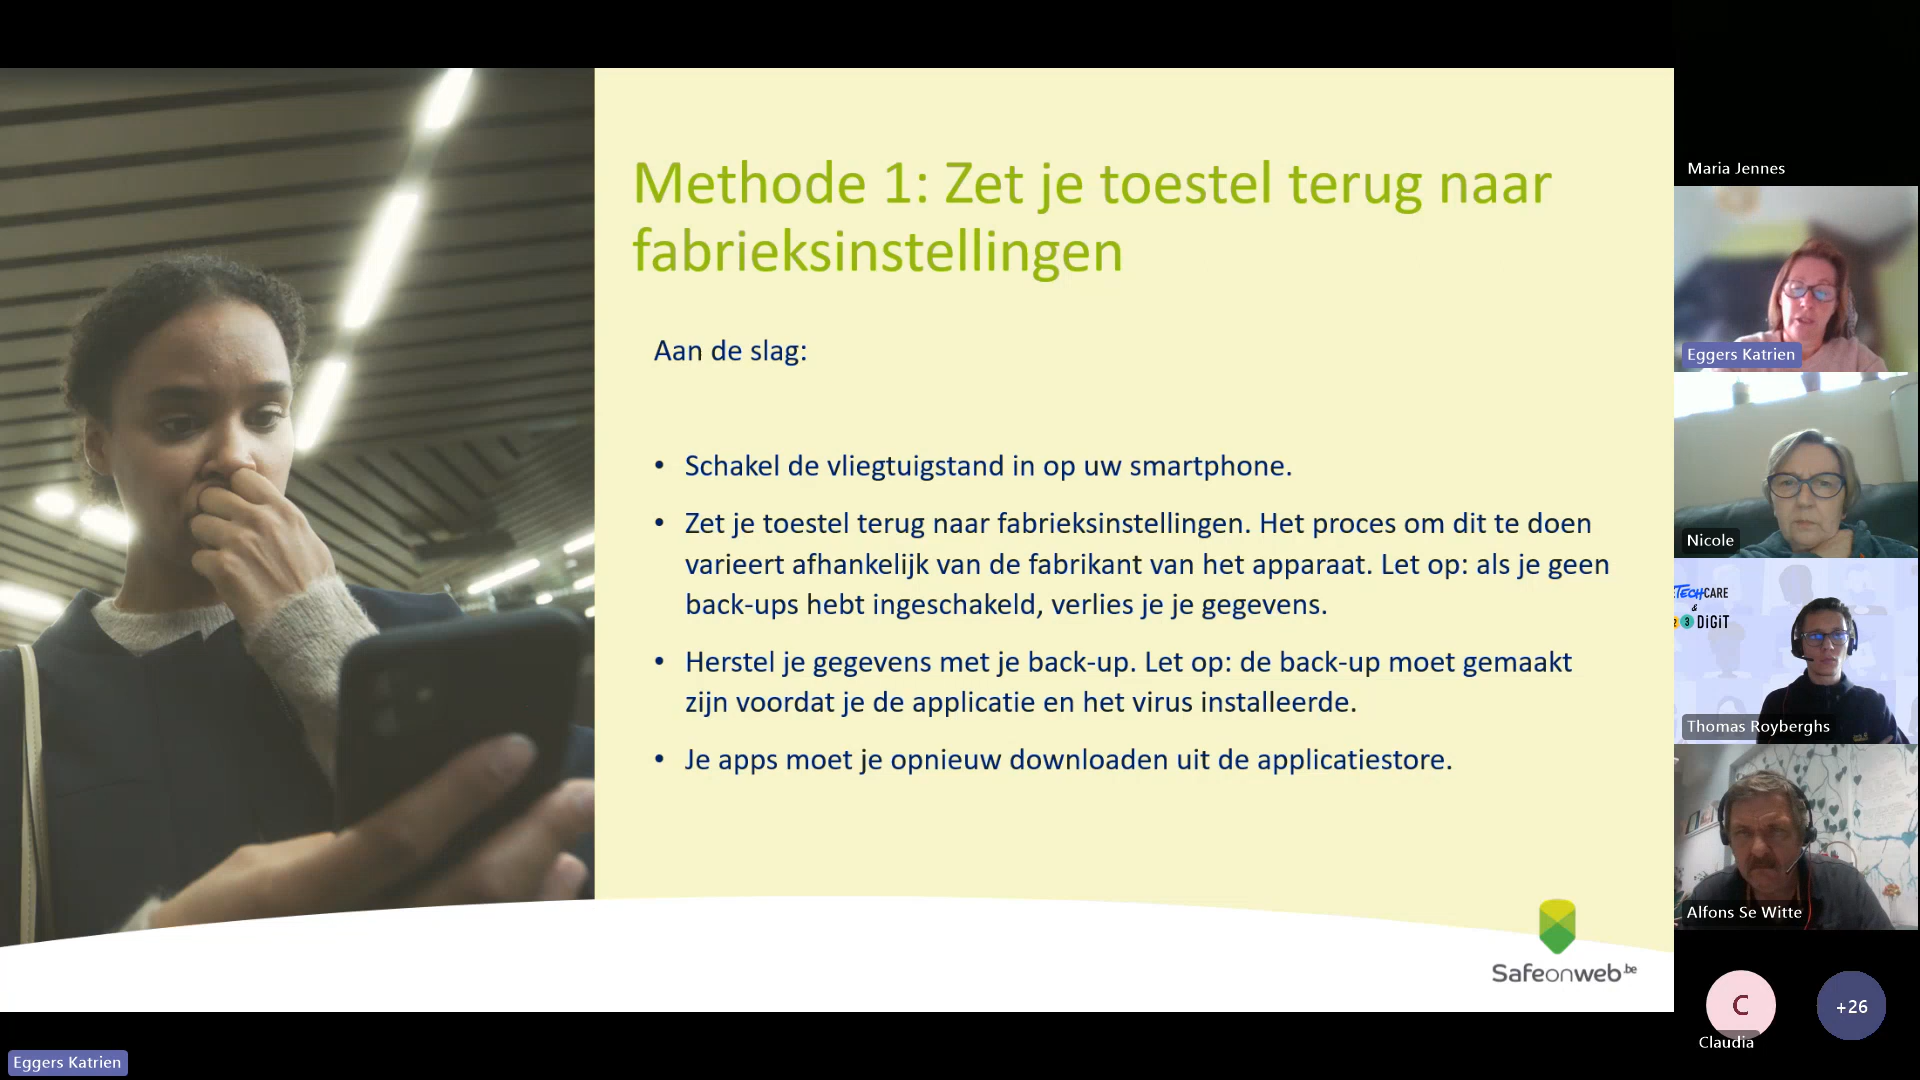 Methode 1: Zet je toestel terug naar
fabrieksinstellingen
Aan de slag:
• Schakel de vliegtuigstand in op uw smartphone.
• Zet je toestel terug naar fabrieksinstellingen. Het proces om dit te doen
varieert afhankelijk van de fabrikant van het apparaat. Let op: als je geen
back-ups hebt ingeschakeld, verlies je je gegevens.
• Herstel je gegevens met je back-up. Let op: de back-up moet gemaakt
zijn voordat je de applicatie en het virus installeerde.
• Je apps moet je opnieuw downloaden uit de applicatiestore.
Safeonweb.be
Maria Jennes
Eggers Katrien
Nicole
TECHCARE
&
2 3 DiGiT
Thomas Royberghs
Alfons Se Witte
C
Claudia
+26
Eggers Katrien